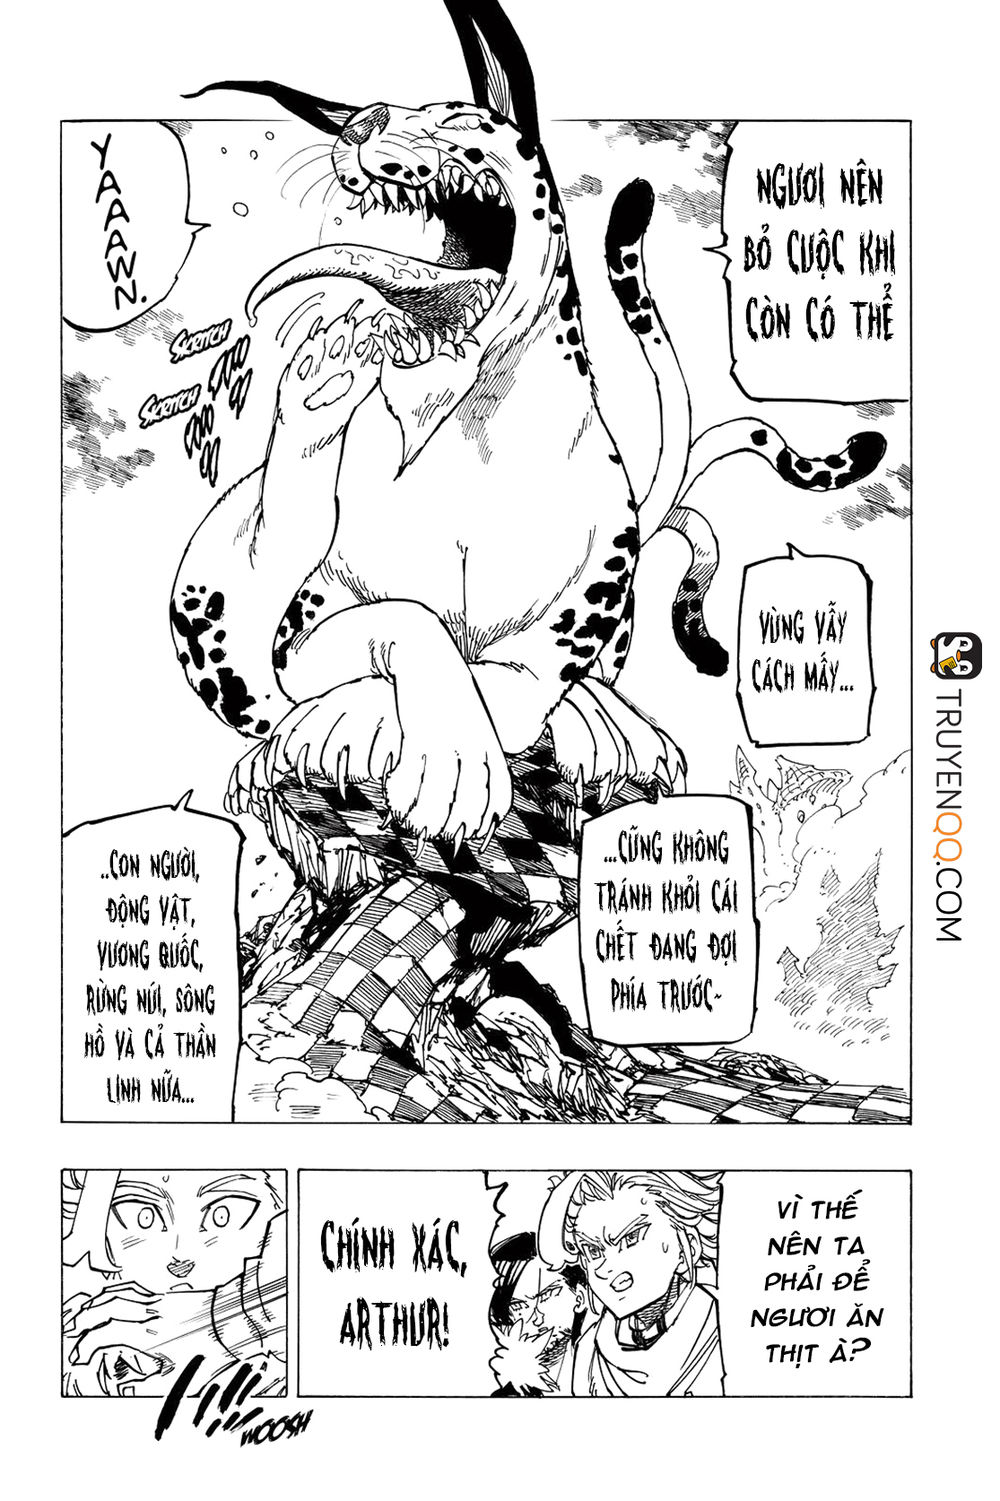 NGƯƠI NÊN
BỎ CUỘC KHI
CÒN CÓ THỂ
YAAAWN.
SKRITCH
SKRITCH
VÙNG VẪY
CÁCH MẤY...
...CŨNG KHÔNG
TRÁNH KHỎI CÁI
CHẾT ĐANG ĐỢI
PHÍA TRƯỚC~
..CON NGƯỜI,
ĐỘNG VẬT,
VƯƠNG QUỐC,
RỪNG NÚI, SÔNG
HỒ VÀ CẢ THẦN
LINH NỮA...
TRUYENQQ.COM
VÌ THẾ
NÊN TA
PHẢI ĐỂ
NGƯƠI ĂN
THỊT À?
CHÍNH XÁC,
ARTHUR!
WOOSH